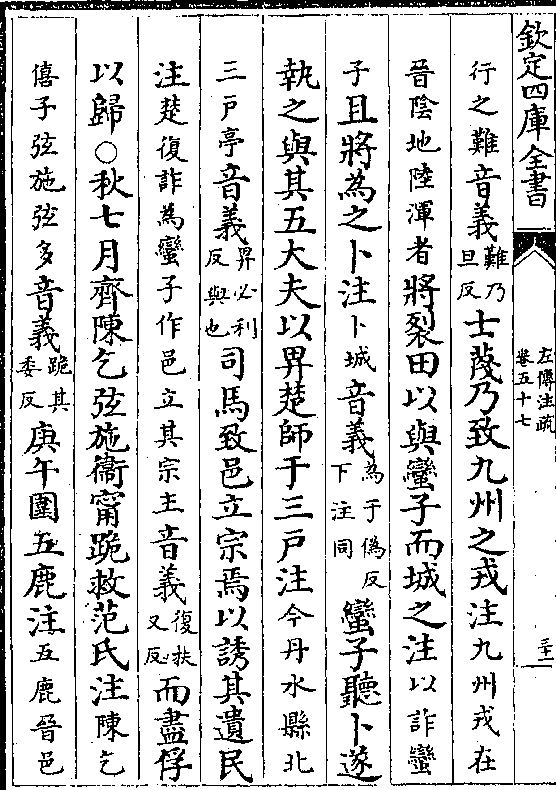 欽定四庫全書
左傳注疏
卷五十七
三十二
行之難音義難乃旦反士蔑乃致九州之戎注九州戎在
晉陰地陸渾者將裂田以與蠻子而城之注以詐蠻
子且將為之卜注卜城音義為于偽反下注同蠻子聽卜遂
執之與其五大夫以畀楚師于三戶注今丹水縣北
三戶亭音義畀必利反與也司馬致邑立宗焉以誘其遺民
注楚復詐為蠻子作邑立其宗主音義復扶又反而盡俘
以歸○秋七月齊陳乞弦施衛甯跪救范氏注陳乞
僖子弦施弦多音義跪其委反庚午圍五鹿注五鹿晉邑